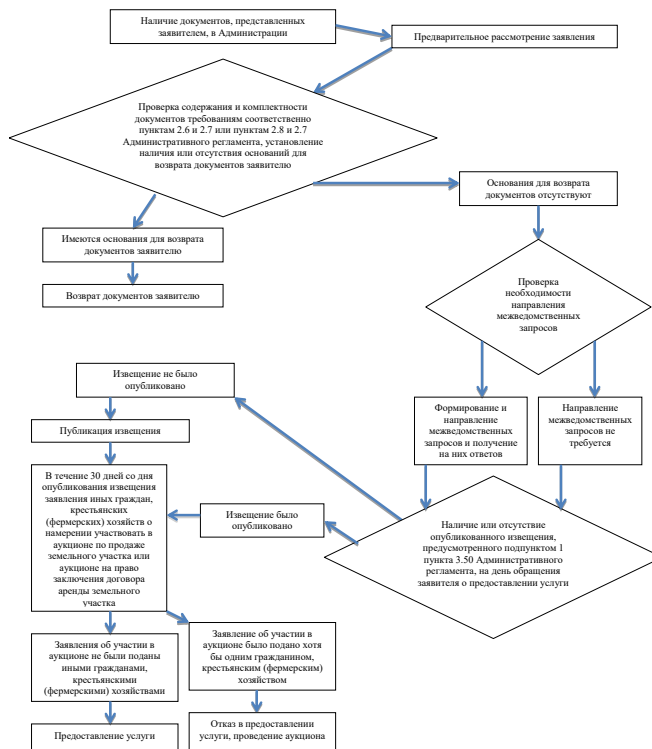 Наличие документов, представленных
заявителем, в Администрации
Предварительное рассмотрение заявления
Проверка содержания и комплектности
документов требованиям соответственно
пунктам 2.6 и 2.7 или пунктам 2.8 и 2.7
Административного регламента, установление
наличия или отсутствия оснований для
возврата документов заявителю
Основания для возврата
документов отсутствуют
Имеются основания для возврата
документов заявителю
Возврат документов заявителю
Проверка
необходимости
направления
межведомственных
запросов
Извещение не было
опубликовано
Формирование и
направление
межведомственных
запросов и получение
на них ответов
Направление
межведомственных
запросов не
требуется
Публикация извещения
В течение 30 дней со дня
опубликования извещения
заявления иных граждан,
крестьянских
(фермерских) хозяйств о
намерении участвовать в
аукционе по продаже
земельного участка или
аукционе на право
заключения договора
аренды земельного
участка
Извещение было
опубликовано
Наличие или отсутствие
опубликованного извещения,
предусмотренного подпунктом 1
пункта 3.50 Административного
регламента, на день обращения
заявителя о предоставлении услуги
Заявления об участии в
аукционе не были поданы
иными гражданами,
крестьянскими
(фермерскими) хозяйствами
Заявление об участии в
аукционе было подано хотя
бы одним гражданином,
крестьянским (фермерским)
хозяйством
Предоставление услуги
Отказ в предоставлении
услуги, проведение аукциона